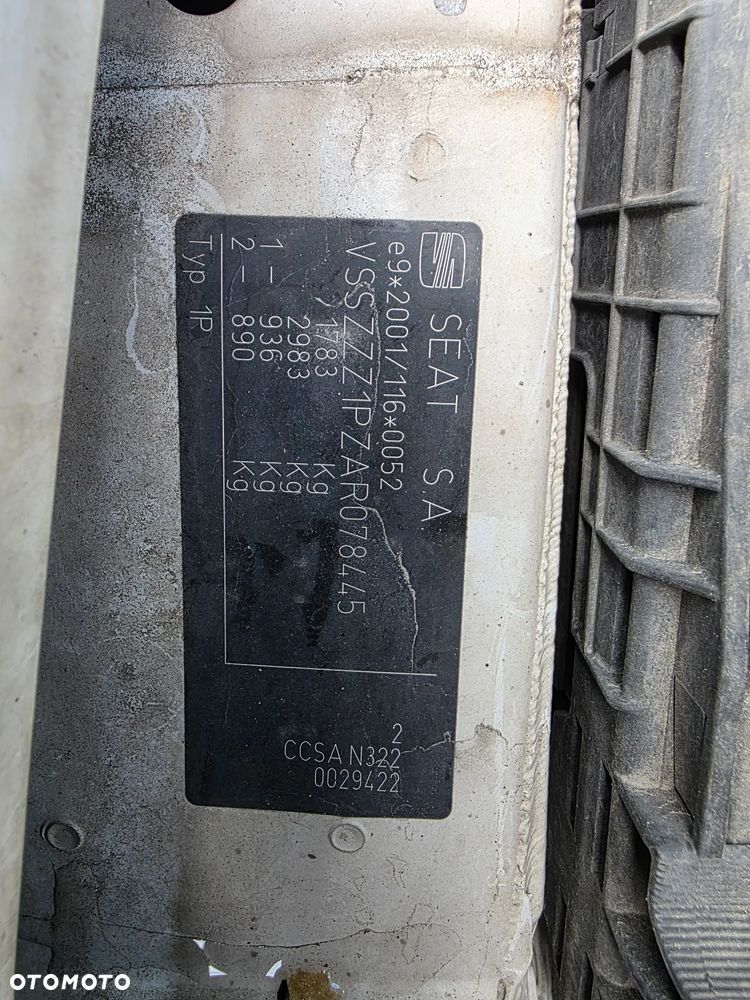 SEAT S.A.
e9*2001/116*0052
VSSZZZ1PZAR078445
1783 Kg
2983 Kg
1- 936 Kg
2- 890 Kg
Typ 1P
2
CCSA N322
0029422
OTOMOTO